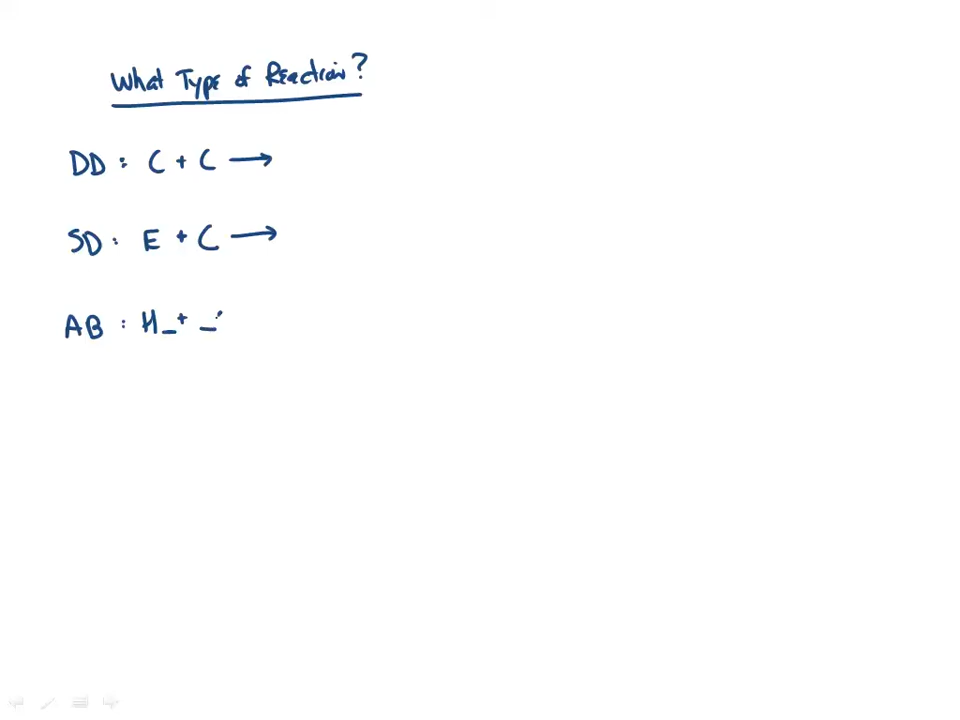 What Type of Reaction?
DD : C + C →
SD : E + C →
AB : H_ + _